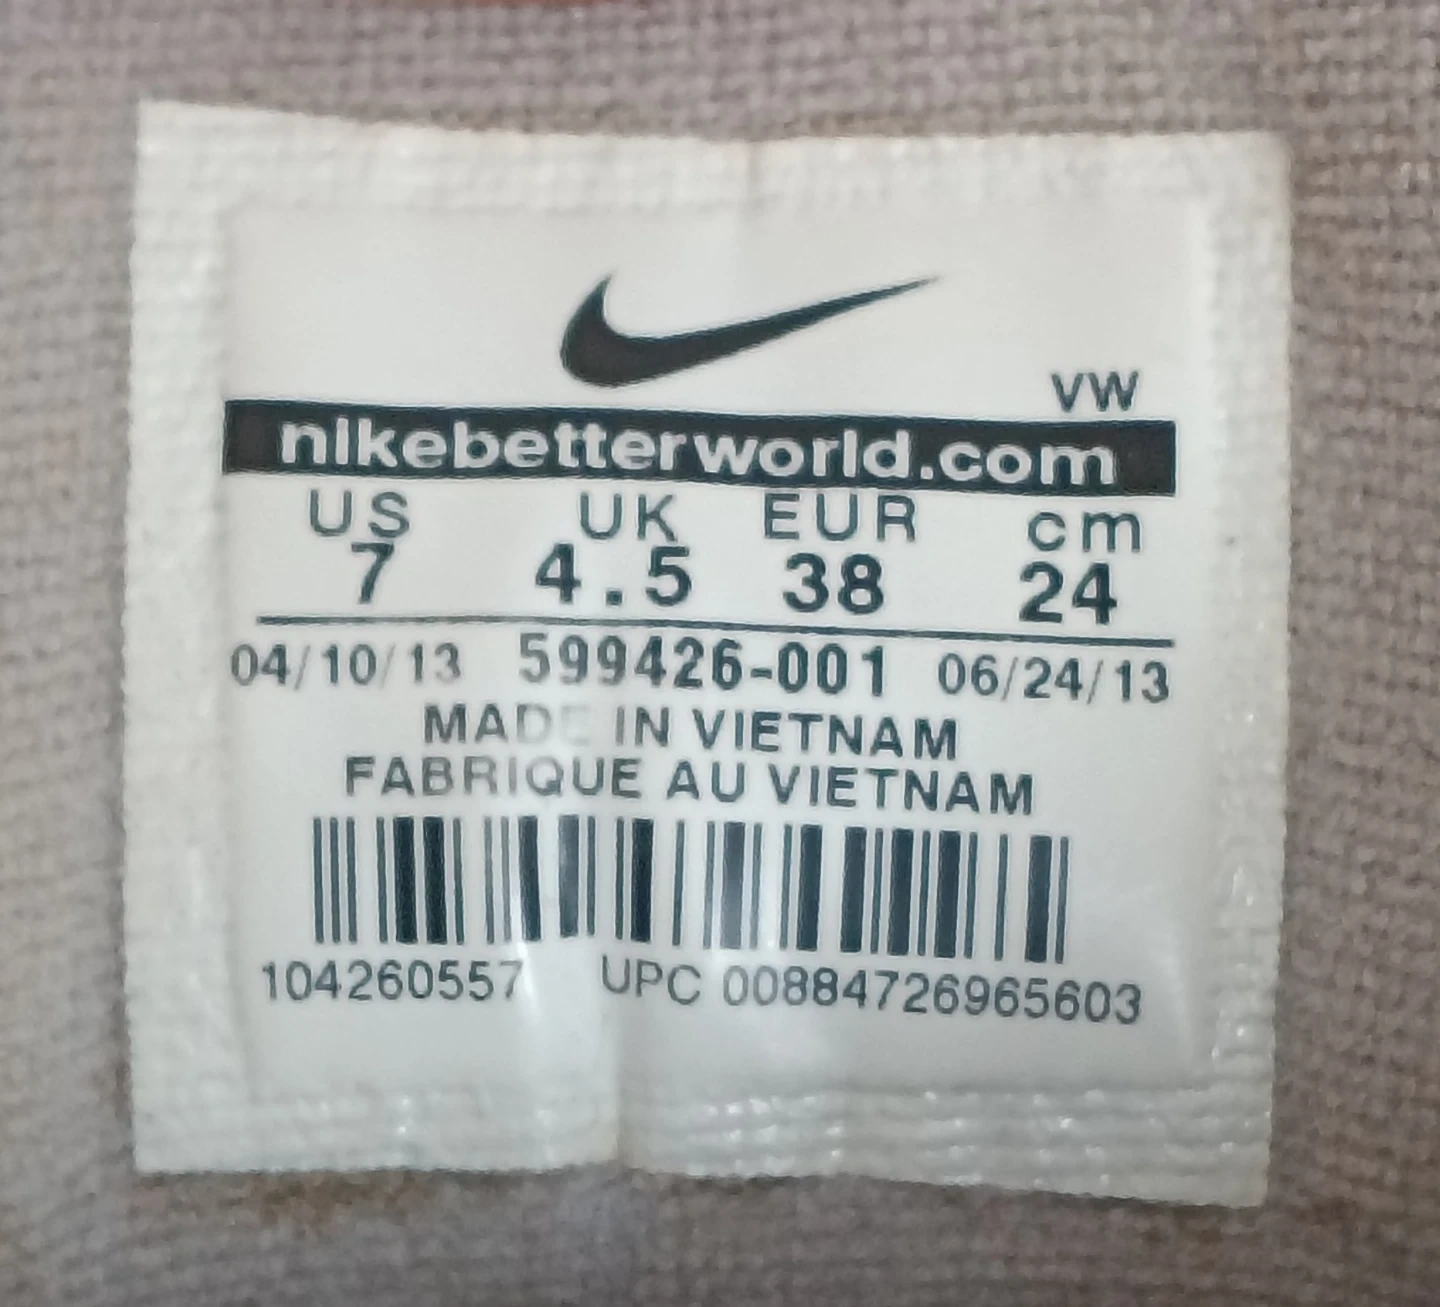 VW
nikebetterworld.com
US UK EUR cm
7 4.5 38 24
04/10/13 599426-001 06/24/13
MADE IN VIETNAM
FABRIQUE AU VIETNAM
104260557 UPC 00884726965603